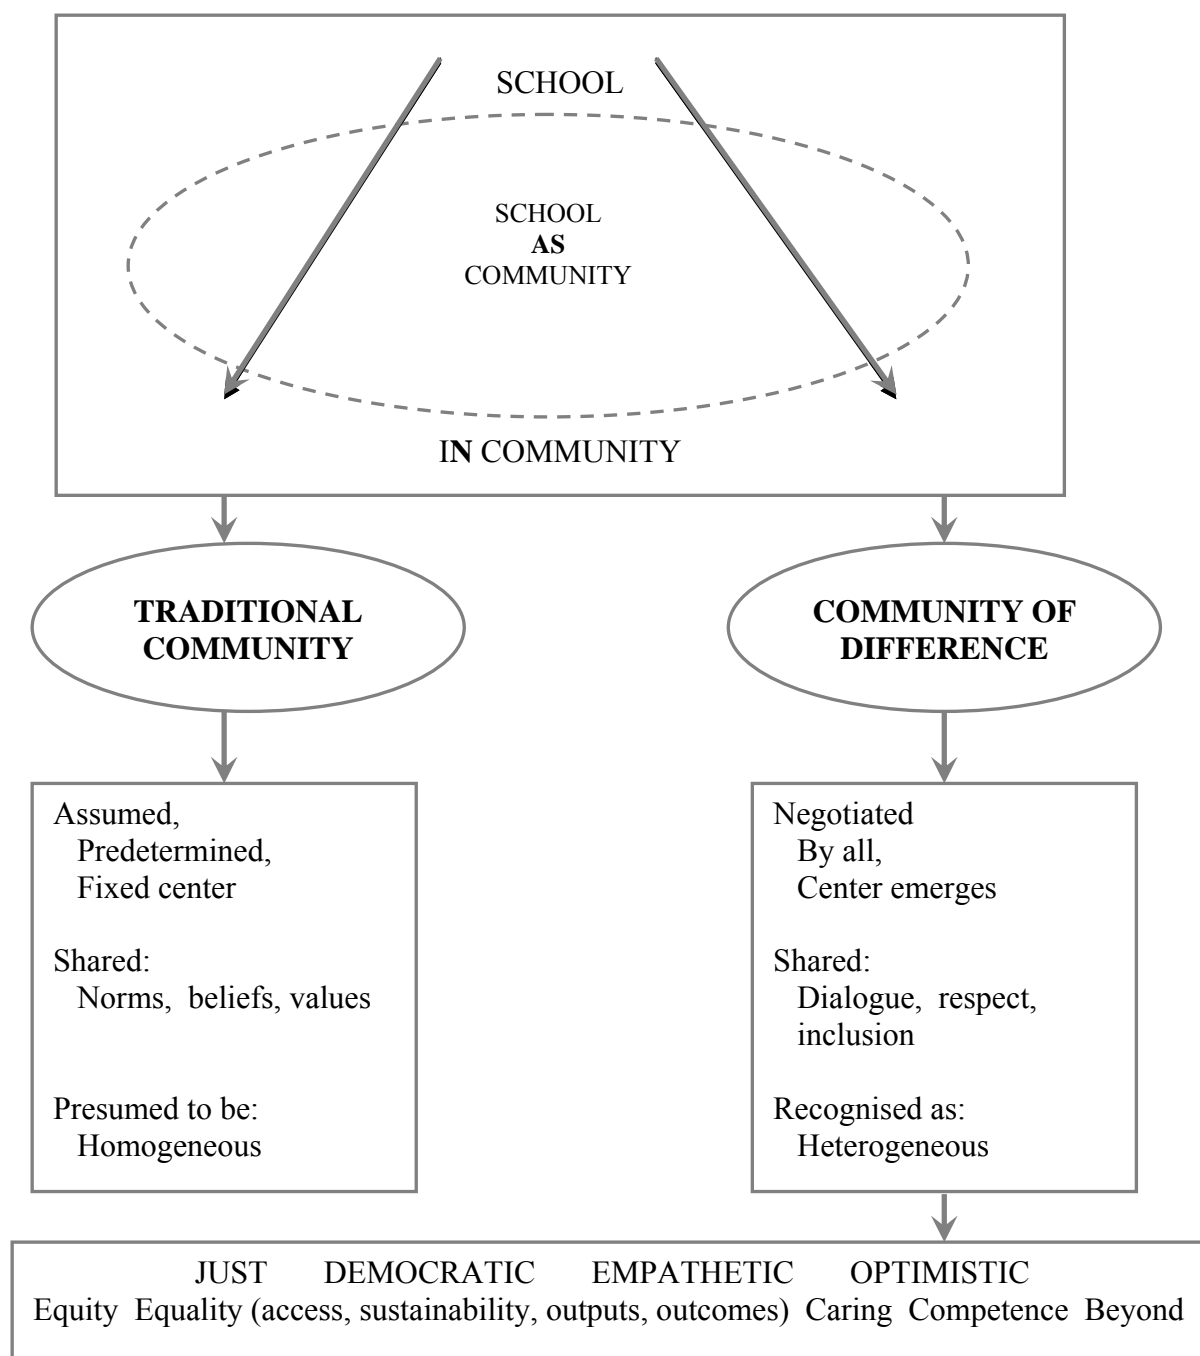 SCHOOL
SCHOOL
AS
COMMUNITY
IN COMMUNITY
TRADITIONAL
COMMUNITY
COMMUNITY OF
DIFFERENCE
Assumed,
Predetermined,
Fixed center
Shared:
Norms, beliefs, values
Presumed to be:
Homogeneous
Negotiated
By all,
Center emerges
Shared:
Dialogue, respect,
inclusion
Recognised as:
Heterogeneous
JUST DEMOCRATIC EMPATHETIC OPTIMISTIC
Equity Equality (access, sustainability, outputs, outcomes) Caring Competence Beyond